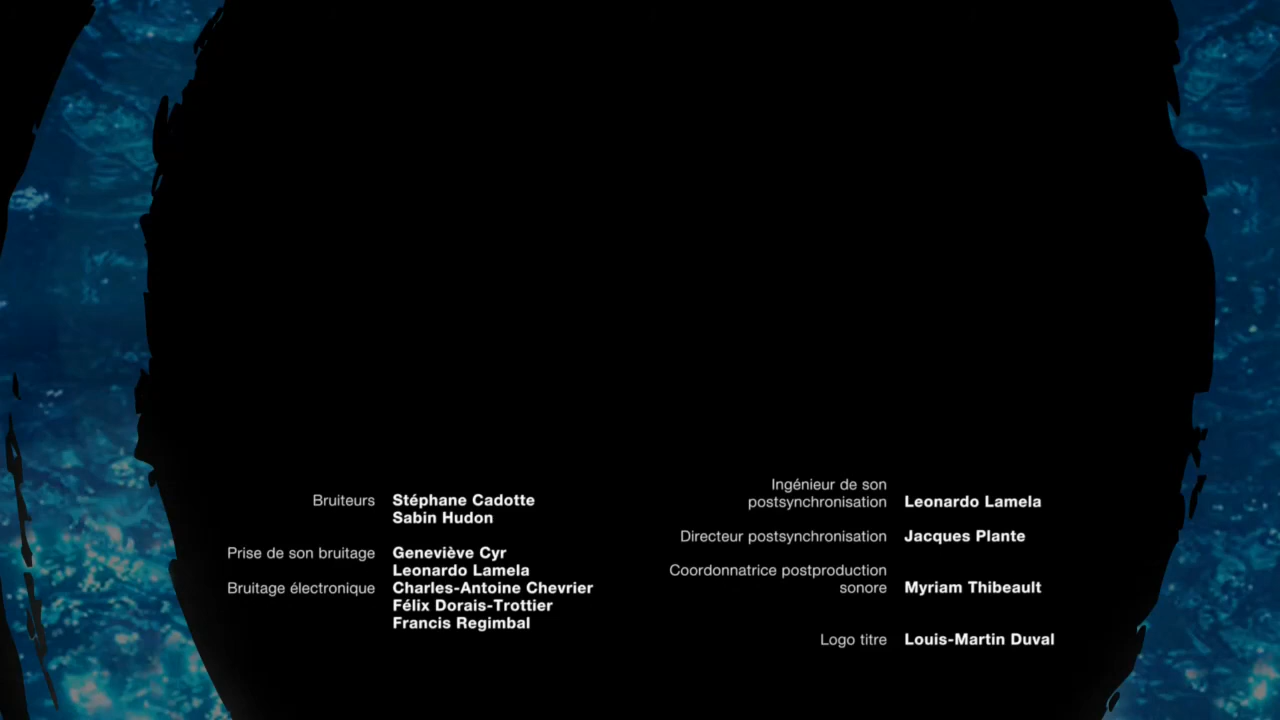 Bruiteurs Stéphane Cadotte
Sabin Hudon
Prise de son bruitage Geneviève Cyr
Leonardo Lamela
Bruitage électronique Charles-Antoine Chevrier
Félix Dorais-Trottier
Francis Regimbal
Ingénieur de son
postsynchronisation Leonardo Lamela
Directeur postsynchronisation Jacques Plante
Coordonnatrice postproduction
sonore Myriam Thibeault
Logo titre Louis-Martin Duval